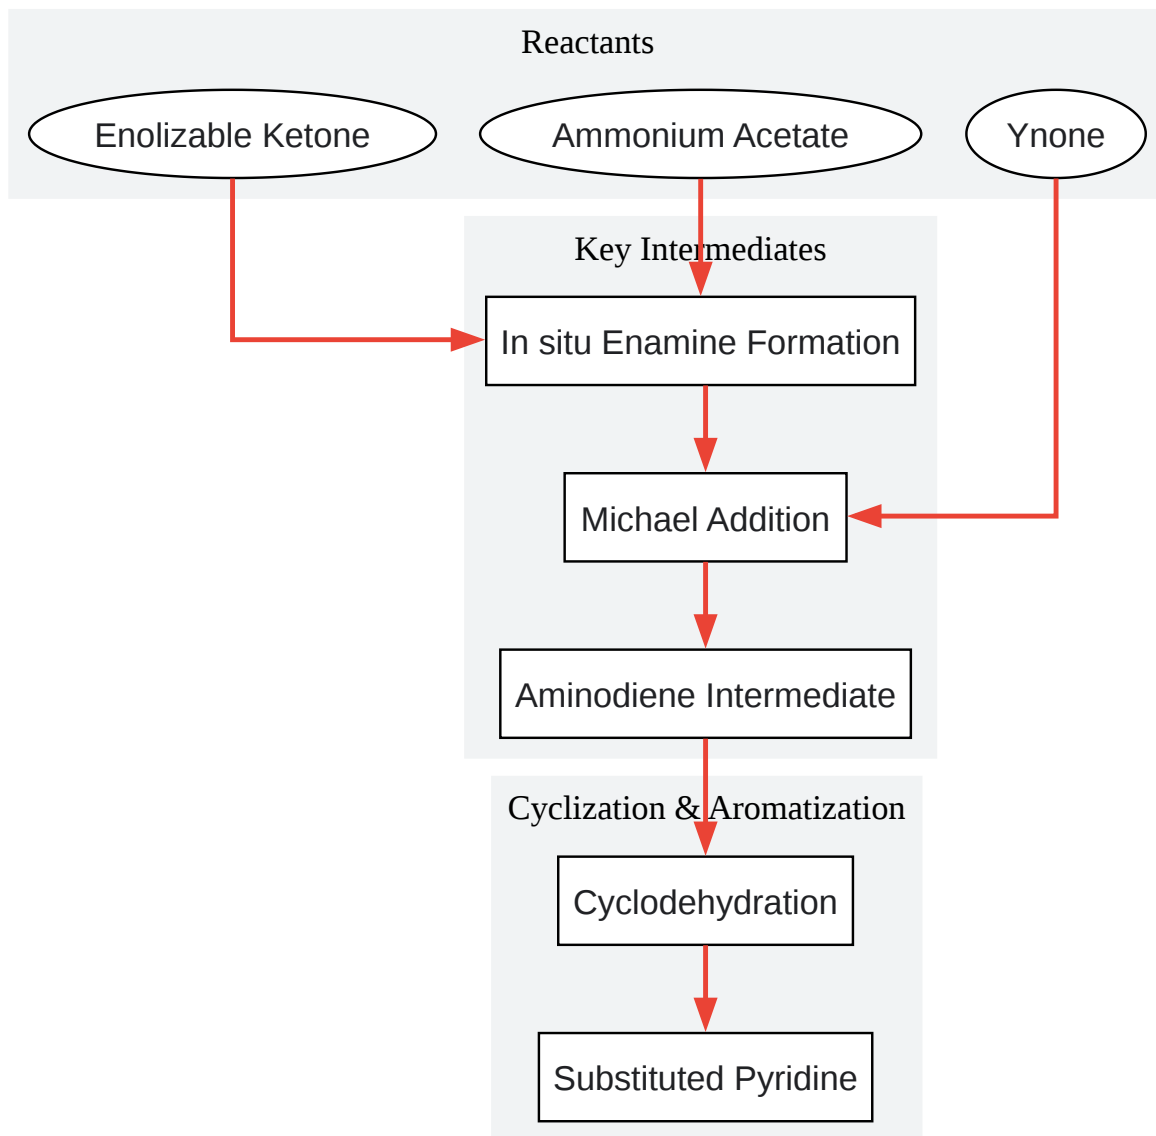 Reactants
Enolizable Ketone
Ammonium Acetate
Ynone
Key Intermediates
In situ Enamine Formation
Michael Addition
Aminodiene Intermediate
Cyclization & Aromatization
Cyclodehydration
Substituted Pyridine